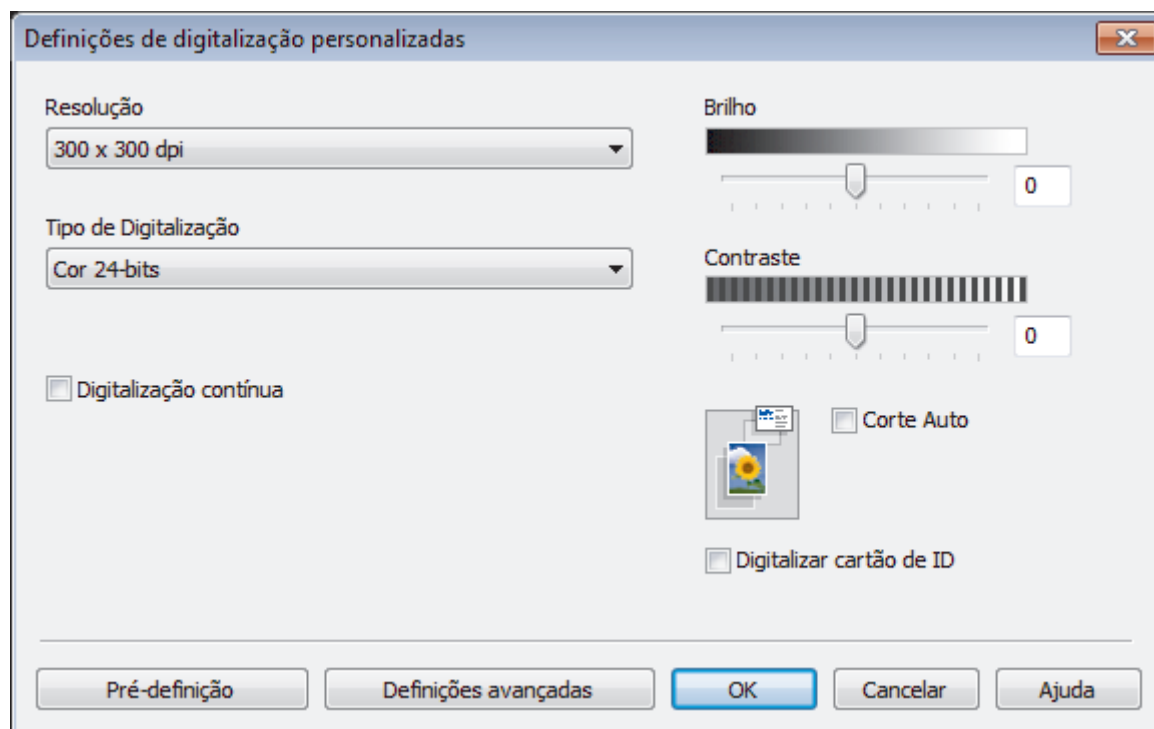 Definições de digitalização personalizadas
Resolução
300 x 300 dpi
Tipo de Digitalização
Cor 24-bits
Digitalização contínua
Brilho
0
Contraste
0
Corte Auto
Digitalizar cartão de ID
Pré-definição
Definições avançadas
OK
Cancelar
Ajuda